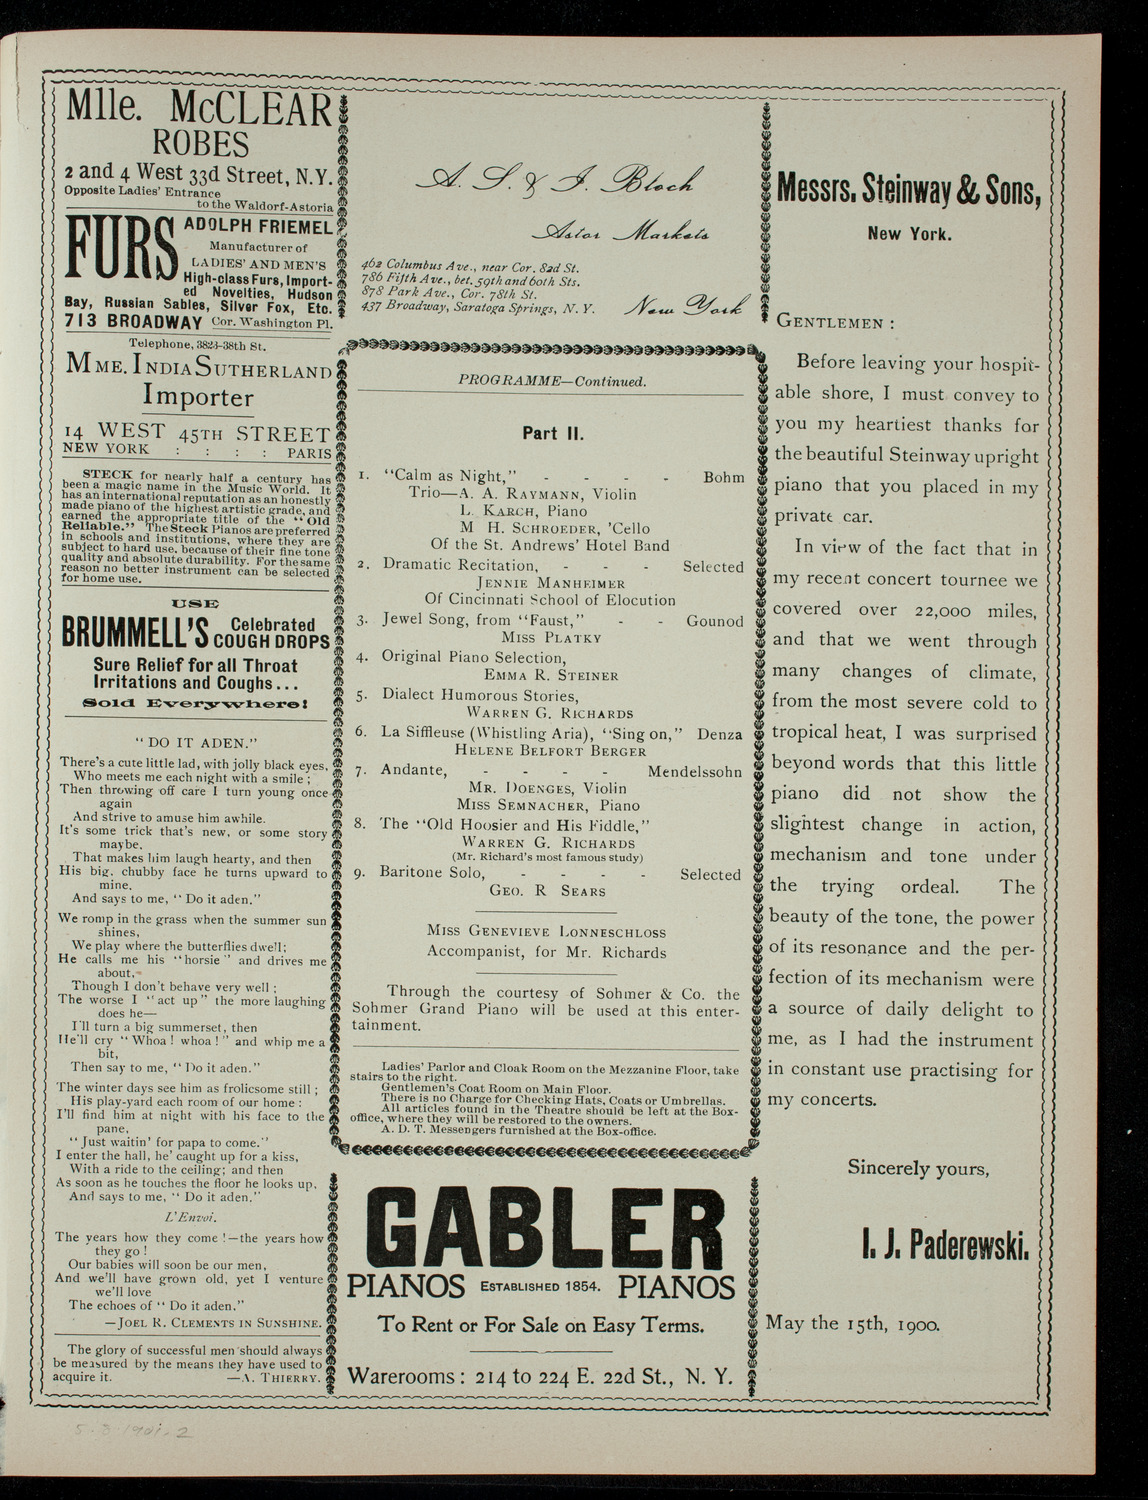 Mlle. McCLEAR
ROBES
2 and 4 West 33d Street, N.Y.
Opposite Ladies' Entrance
to the Waldorf-Astoria
FURS
ADOLPH FRIEMEL
Manufacturer of
LADIES' AND MEN'S
High-class Furs, Import-
ed Novelties, Hudson
Bay, Russian Sables, Silver Fox, Etc.
713 BROADWAY Cor. Washington Pl.
Telephone, 3823-38th St.
MME. INDIA SUTHERLAND
Importer
14 WEST 45TH STREET
NEW YORK : : : : PARIS
STECK for nearly half a century has
been a magic name in the Music World. It
has an international reputation as an honestly
made piano of the highest artistic grade, and
earned the appropriate title of the "Old
Reliable." The Steck Pianos are preferred
in schools and institutions, where they are
subject to hard use, because of their fine tone
quality and absolute durability. For the same
reason no better instrument can be selected
for home use.
USE
BRUMMELL'S Celebrated
COUGH DROPS
Sure Relief for all Throat
Irritations and Coughs...
Sold Everywhere!
"DO IT ADEN."
There's a cute little lad, with jolly black eyes,
Who meets me each night with a smile;
Then throwing off care I turn young once
again
And strive to amuse him awhile.
It's some trick that's new, or some story
maybe,
That makes him laugh hearty, and then
His big, chubby face he turns upward to
mine,
And says to me, "Do it aden."
We romp in the grass when the summer sun
shines,
We play where the butterflies dwell;
He calls me his "horsie" and drives me
about,
Though I don't behave very well;
The worse I "act up" the more laughing
does he—
I'll turn a big summerset, then
He'll cry "Whoa! whoa!" and whip me a
bit,
Then say to me, "Do it aden."
The winter days see him as frolicsome still;
His play-yard each room of our home:
I'll find him at night with his face to the
pane,
"Just waitin' for papa to come."
I enter the hall, he' caught up for a kiss,
With a ride to the ceiling; and then
As soon as he touches the floor he looks up,
And says to me, "Do it aden."
L'Envoi.
The years how they come!—the years how
they go!
Our babies will soon be our men,
And we'll have grown old, yet I venture
we'll love
The echoes of "Do it aden."
—JOEL R. CLEMENTS IN SUNSHINE.
The glory of successful men should always
be measured by the means they have used to
acquire it. —A. THIERRY.
A. S. & I. Bloch
Astor Markets
462 Columbus Ave., near Cor. 82d St.
786 Fifth Ave., bet. 59th and 60th Sts.
878 Park Ave., Cor. 78th St.
437 Broadway, Saratoga Springs, N. Y.
New York
PROGRAMME—Continued.
Part II.
1. "Calm as Night," - - - - Bohm
Trio—A. A. RAYMANN, Violin
L. KARCH, Piano
M H. SCHROEDER, 'Cello
Of the St. Andrews' Hotel Band
2. Dramatic Recitation, - - - Selected
JENNIE MANHEIMER
Of Cincinnati School of Elocution
3. Jewel Song, from "Faust," - - Gounod
MISS PLATKY
4. Original Piano Selection,
EMMA R. STEINER
5. Dialect Humorous Stories,
WARREN G. RICHARDS
6. La Siffleuse (Whistling Aria), "Sing on," Denza
HELENE BELFORT BERGER
7. Andante, - - - - Mendelssohn
MR. DOENGES, Violin
MISS SEMNACHER, Piano
8. The "Old Hoosier and His Fiddle,"
WARREN G. RICHARDS
(Mr. Richard's most famous study)
9. Baritone Solo, - - - - Selected
GEO. R SEARS
MISS GENEVIEVE LONNESCHLOSS
Accompanist, for Mr. Richards
Through the courtesy of Sohmer & Co. the
Sohmer Grand Piano will be used at this enter-
tainment.
Ladies' Parlor and Cloak Room on the Mezzanine Floor, take
stairs to the right.
Gentlemen's Coat Room on Main Floor.
There is no Charge for Checking Hats, Coats or Umbrellas.
All articles found in the Theatre should be left at the Box-
office, where they will be restored to the owners.
A. D. T. Messengers furnished at the Box-office.
GABLER
PIANOS ESTABLISHED 1854. PIANOS
To Rent or For Sale on Easy Terms.
Warerooms: 214 to 224 E. 22d St., N. Y.
Messrs. Steinway & Sons,
New York.
GENTLEMEN:
Before leaving your hospit-
able shore, I must convey to
you my heartiest thanks for
the beautiful Steinway upright
piano that you placed in my
private car.
In view of the fact that in
my recent concert tournee we
covered over 22,000 miles,
and that we went through
many changes of climate,
from the most severe cold to
tropical heat, I was surprised
beyond words that this little
piano did not show the
slightest change in action,
mechanism and tone under
the trying ordeal. The
beauty of the tone, the power
of its resonance and the per-
fection of its mechanism were
a source of daily delight to
me, as I had the instrument
in constant use practising for
my concerts.
Sincerely yours,
I. J. Paderewski.
May the 15th, 1900.
5-8-1901-2